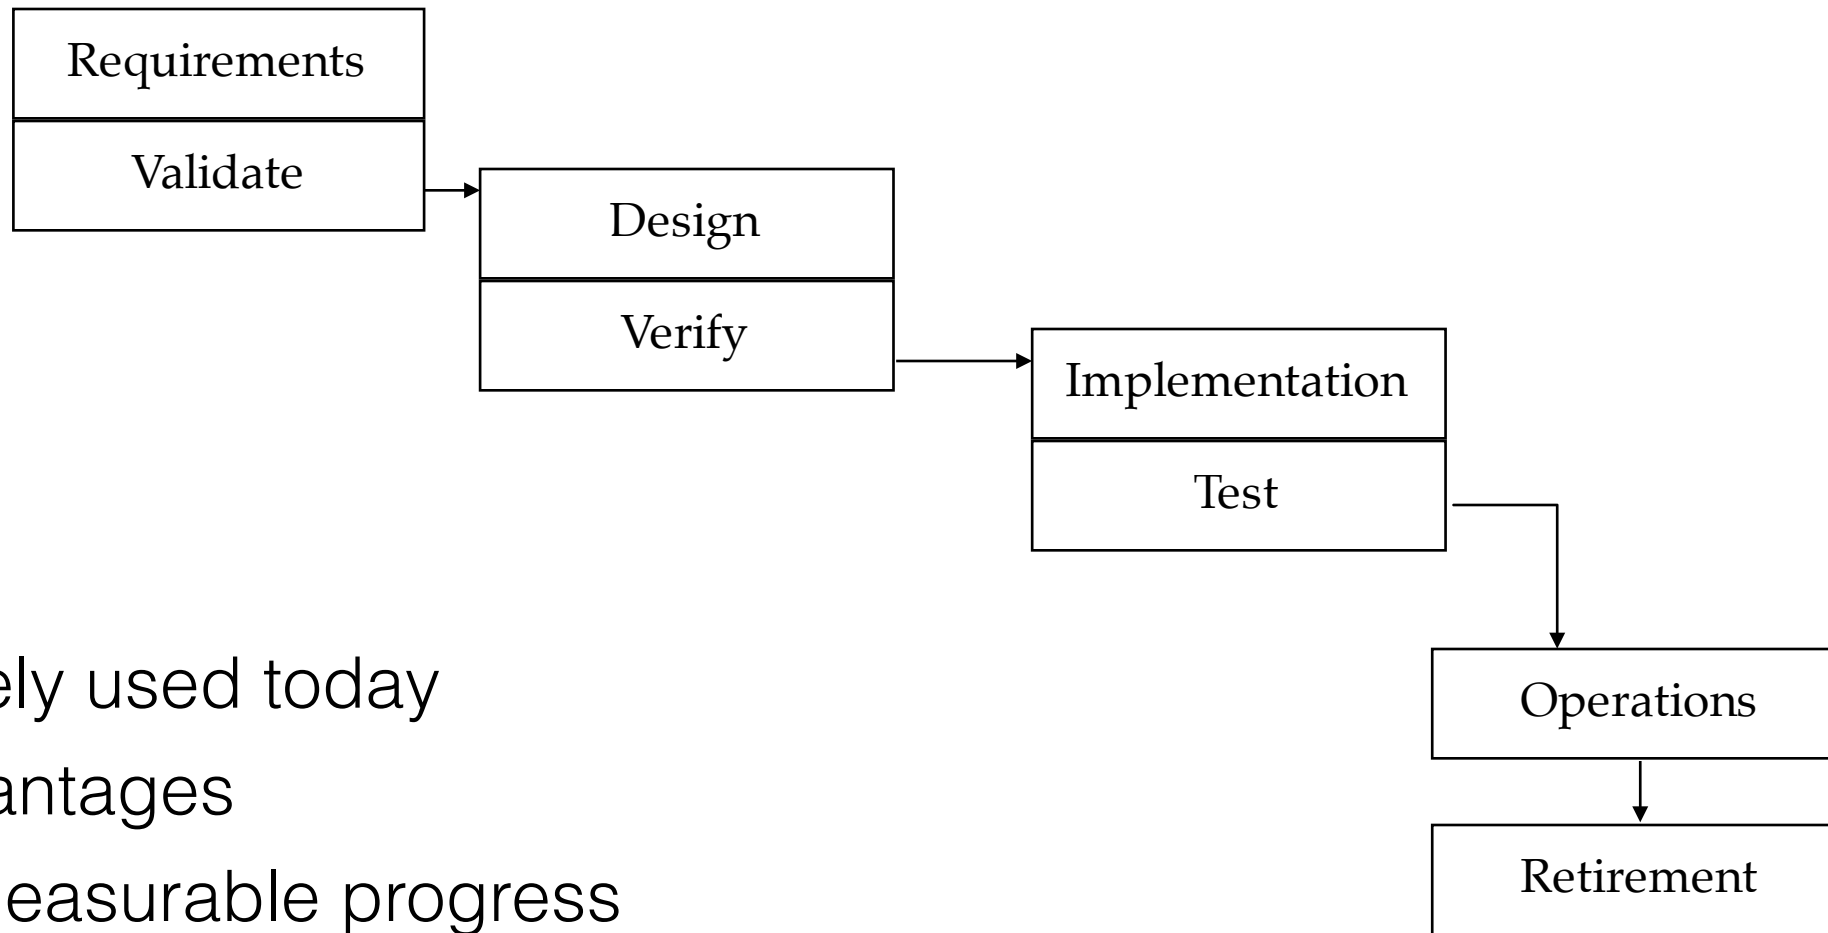 Requirements
Validate
Design
Verify
Implementation
Test
ely used today
Operations
antages
Retirement
easurable progress